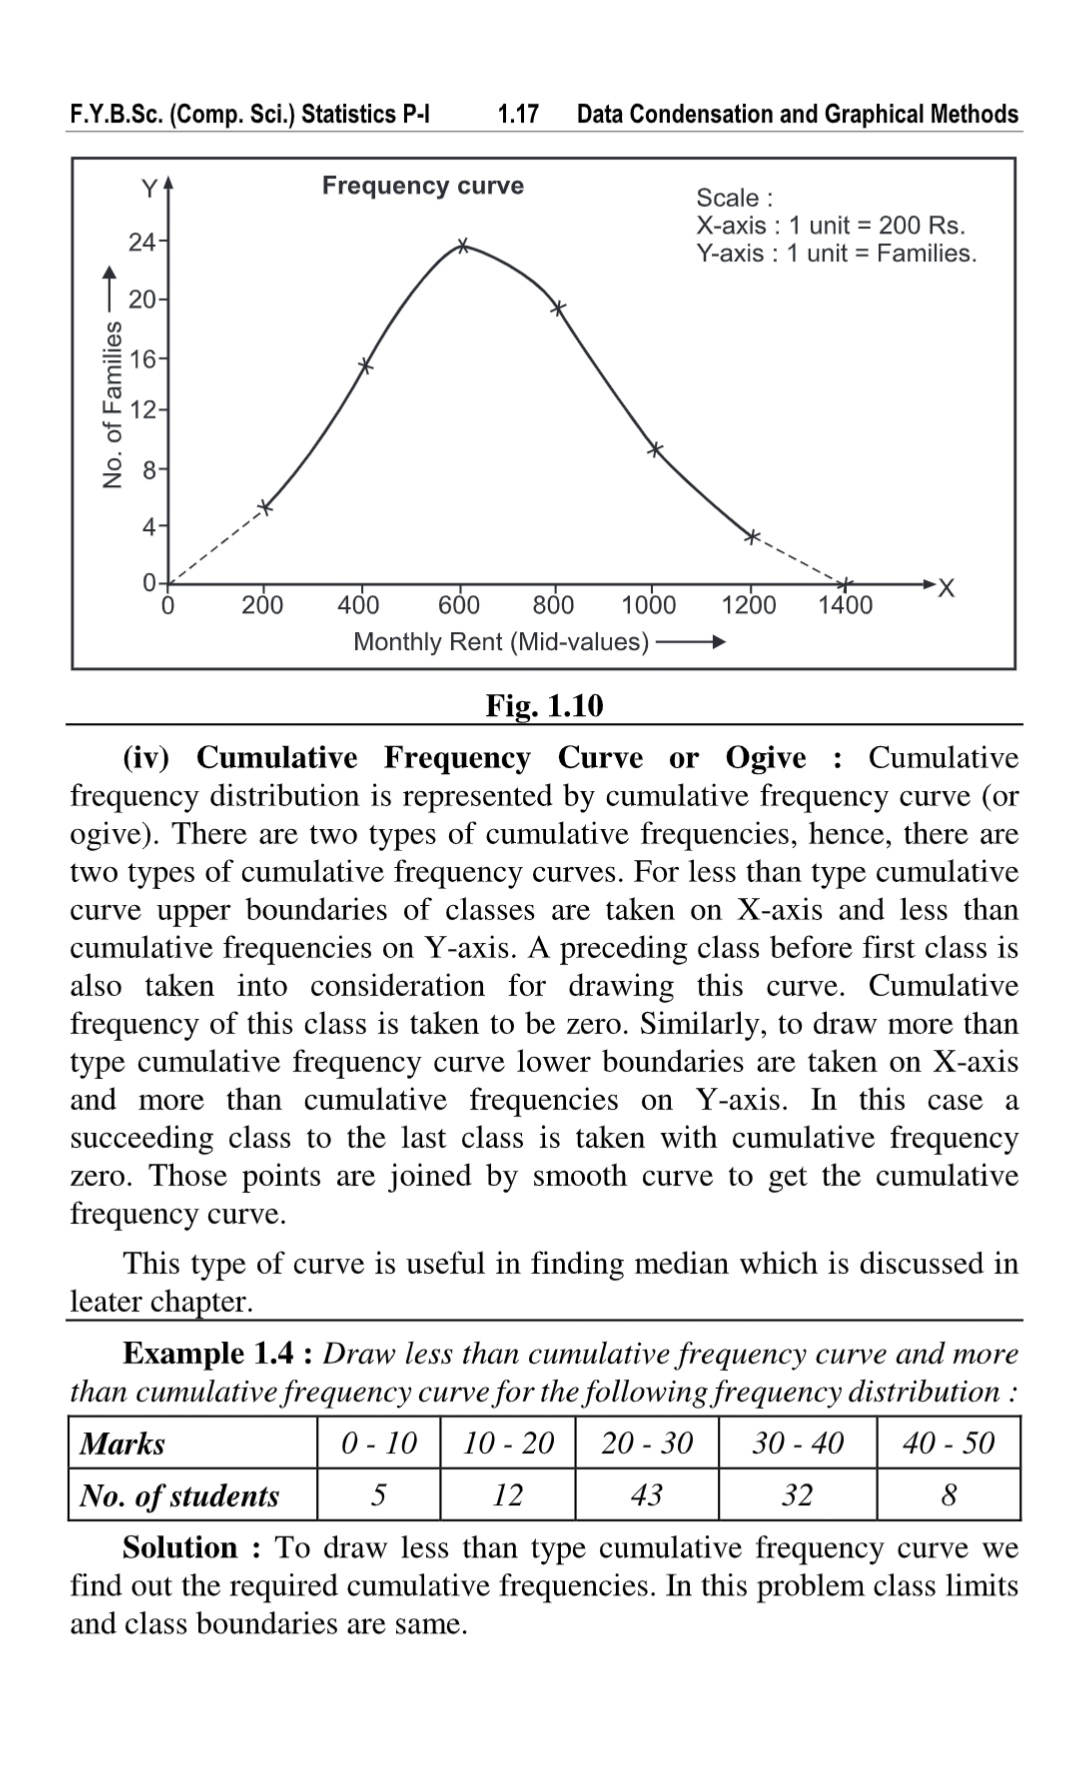 F.Y.B.Sc. (Comp. Sci.) Statistics P-I 1.17 Data Condensation and Graphical Methods
Frequency curve
Scale :
X-axis : 1 unit = 200 Rs.
Y-axis : 1 unit = Families.
Y
24
20
16
12
8
4
0
No. of Families
X
0 200 400 600 800 1000 1200 1400
Monthly Rent (Mid-values)
Fig. 1.10
(iv) Cumulative Frequency Curve or Ogive : Cumulative
frequency distribution is represented by cumulative frequency curve (or
ogive). There are two types of cumulative frequencies, hence, there are
two types of cumulative frequency curves. For less than type cumulative
curve upper boundaries of classes are taken on X-axis and less than
cumulative frequencies on Y-axis. A preceding class before first class is
also taken into consideration for drawing this curve. Cumulative
frequency of this class is taken to be zero. Similarly, to draw more than
type cumulative frequency curve lower boundaries are taken on X-axis
and more than cumulative frequencies on Y-axis. In this case a
succeeding class to the last class is taken with cumulative frequency
zero. Those points are joined by smooth curve to get the cumulative
frequency curve.
This type of curve is useful in finding median which is discussed in
leater chapter.
Example 1.4 : Draw less than cumulative frequency curve and more
than cumulative frequency curve for the following frequency distribution :
Marks 0 - 10 10 - 20 20 - 30 30 - 40 40 - 50
No. of students 5 12 43 32 8
Solution : To draw less than type cumulative frequency curve we
find out the required cumulative frequencies. In this problem class limits
and class boundaries are same.